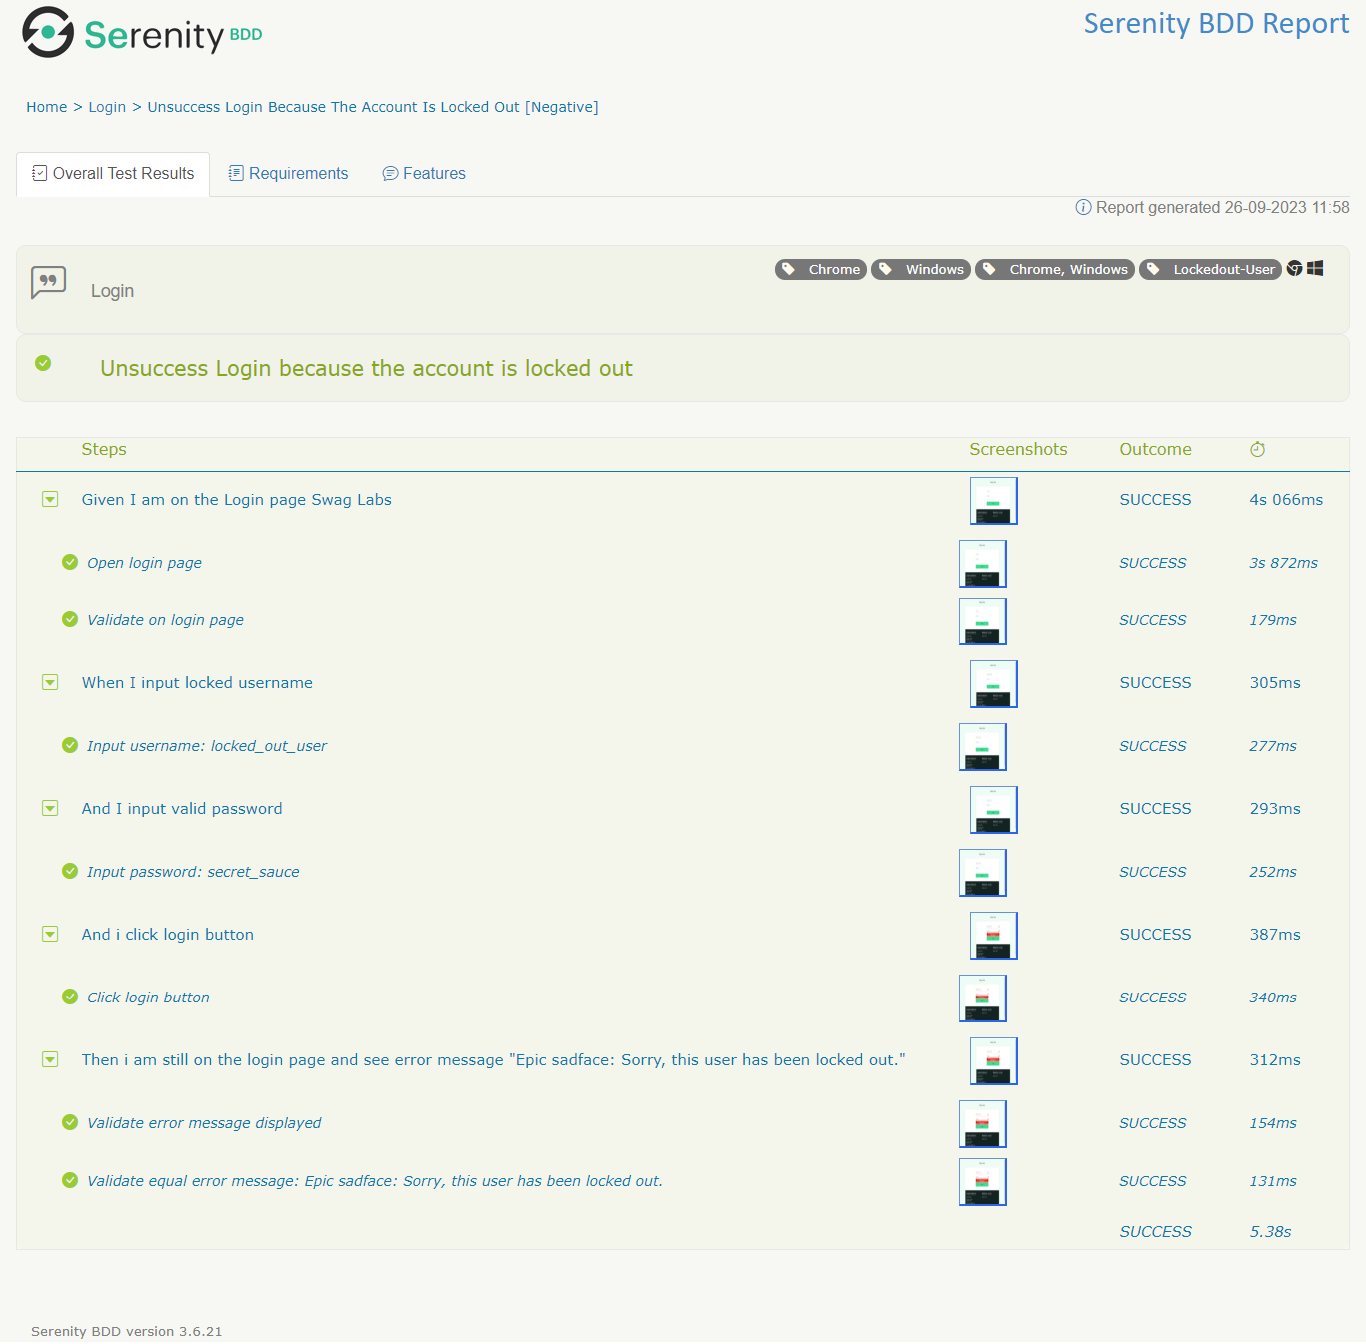 Serenity BDD
Serenity BDD Report
Home > Login > Unsuccess Login Because The Account Is Locked Out [Negative]
Overall Test Results Requirements Features
Report generated 26-09-2023 11:58
Chrome Windows Chrome, Windows Lockedout-User
Login
Unsuccess Login because the account is locked out
Steps Screenshots Outcome
Given I am on the Login page Swag Labs SUCCESS 4s 066ms
Open login page SUCCESS 3s 872ms
Validate on login page SUCCESS 179ms
When I input locked username SUCCESS 305ms
Input username: locked_out_user SUCCESS 277ms
And I input valid password SUCCESS 293ms
Input password: secret_sauce SUCCESS 252ms
And i click login button SUCCESS 387ms
Click login button SUCCESS 340ms
Then i am still on the login page and see error message "Epic sadface: Sorry, this user has been locked out." SUCCESS 312ms
Validate error message displayed SUCCESS 154ms
Validate equal error message: Epic sadface: Sorry, this user has been locked out. SUCCESS 131ms
SUCCESS 5.38s
Serenity BDD version 3.6.21